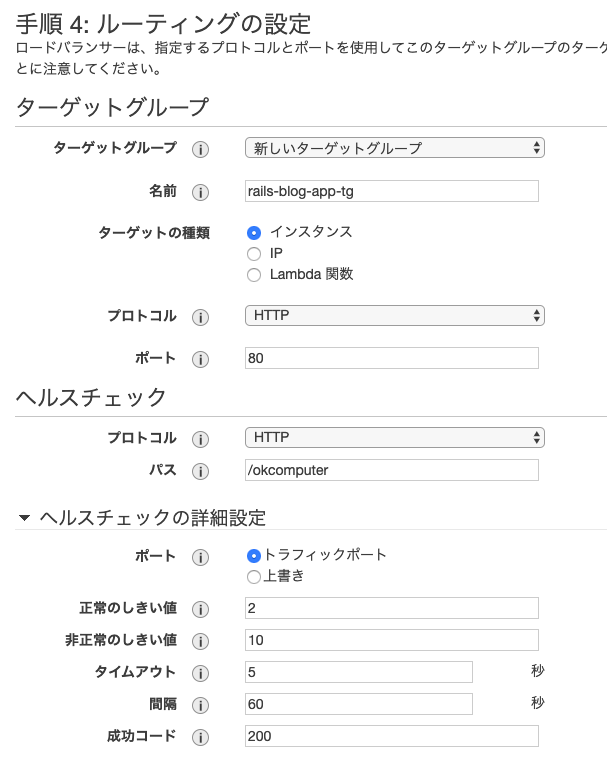 手順 4: ルーティングの設定
ロードバランサーは、指定するプロトコルとポートを使用してこのターゲットグループのターゲ
とに注意してください。
ターゲットグループ
ターゲットグループ i 新しいターゲットグループ
名前 i rails-blog-app-tg
ターゲットの種類 インスタンス
IP
Lambda 関数
プロトコル i HTTP
ポート i 80
ヘルスチェック
プロトコル i HTTP
パス i /okcomputer
ヘルスチェックの詳細設定
ポート i トラフィックポート
上書き
正常のしきい値 i 2
非正常のしきい値 i 10
タイムアウト i 5 秒
間隔 i 60 秒
成功コード i 200